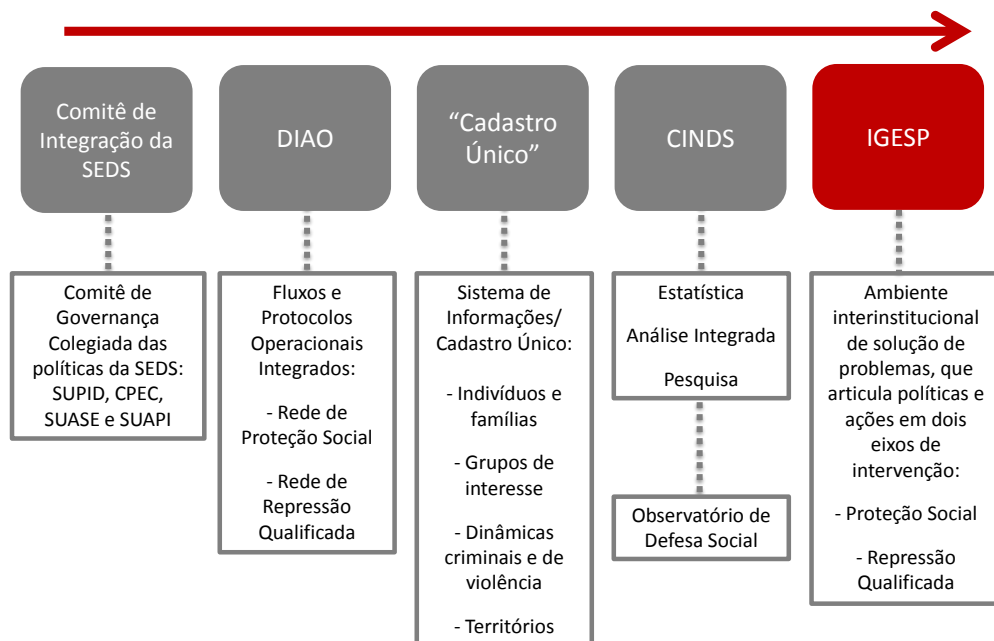 Comitê de
Integração da
SEDS
DIAO
“Cadastro
Único”
CINDS
IGESP
Comitê de
Governança
Colegiada das
políticas da SEDS:
SUPID, CPEC,
SUASE e SUAPI
Fluxos e
Protocolos
Operacionais
Integrados:
- Rede de
Proteção Social
- Rede de
Repressão
Qualificada
Sistema de
Informações/
Cadastro Único:
- Indivíduos e
famílias
- Grupos de
interesse
- Dinâmicas
criminais e de
violência
- Territórios
Estatística
Análise Integrada
Pesquisa
Observatório de
Defesa Social
Ambiente
interinstitucional
de solução de
problemas, que
articula políticas e
ações em dois
eixos de
intervenção:
- Proteção Social
- Repressão
Qualificada